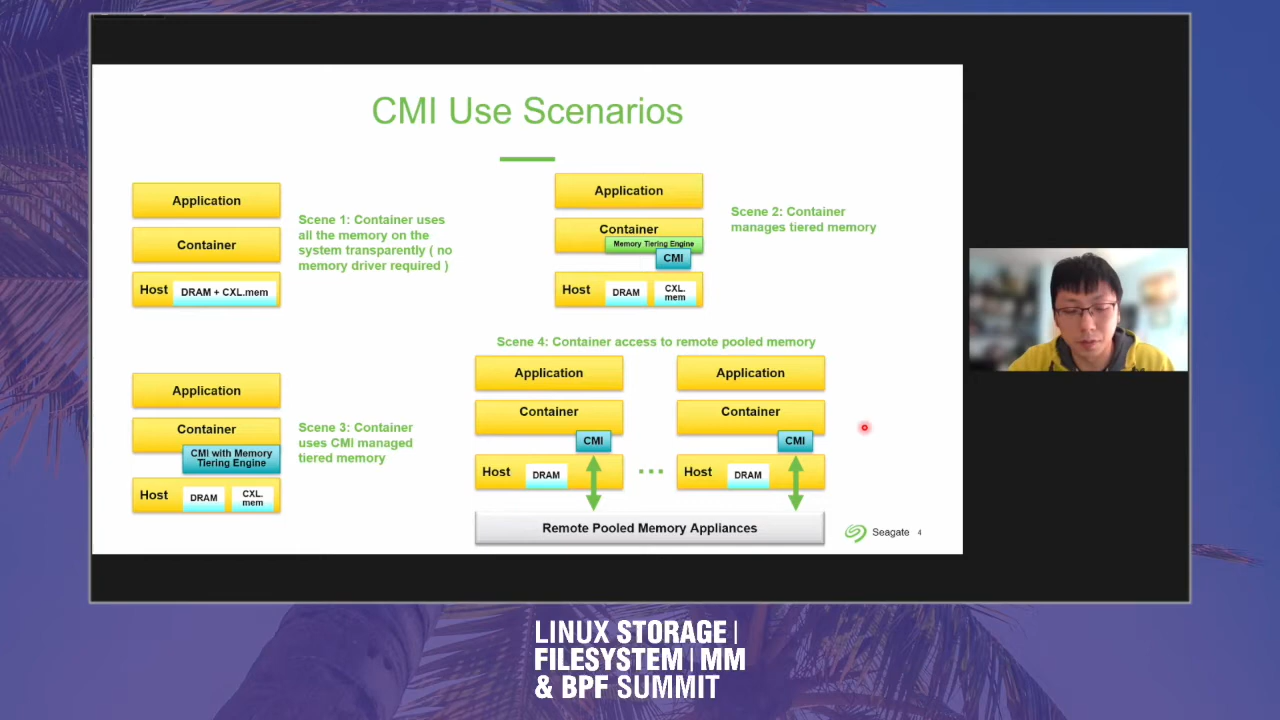 CMI Use Scenarios
Application
Container
Host
DRAM + CXL.mem
Scene 1: Container uses
all the memory on the
system transparently ( no
memory driver required )
Application
Container
Memory Tiering Engine
CMI
Host
DRAM
CXL.
mem
Scene 2: Container
manages tiered memory
Application
Container
CMI with Memory
Tiering Engine
Host
DRAM
CXL.
mem
Scene 3: Container
uses CMI managed
tiered memory
Scene 4: Container access to remote pooled memory
Application
Container
CMI
Host
DRAM
Application
Container
CMI
Host
DRAM
Remote Pooled Memory Appliances
Seagate 4
LINUX STORAGE |
FILESYSTEM | MM
& BPF SUMMIT